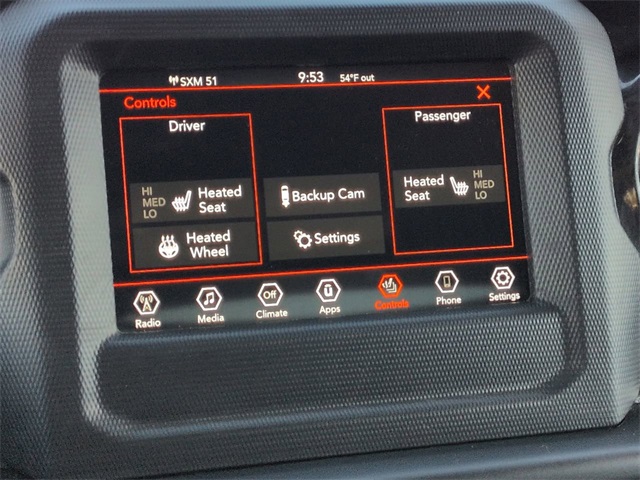 SXM 51
9:53
54°F out
Controls
Driver
HI
MED
LO
Heated
Seat
Heated
Wheel
Backup Cam
Settings
Passenger
Heated
Seat
HI
MED
LO
Radio
Media
Off
Climate
Apps
Controls
Phone
Settings